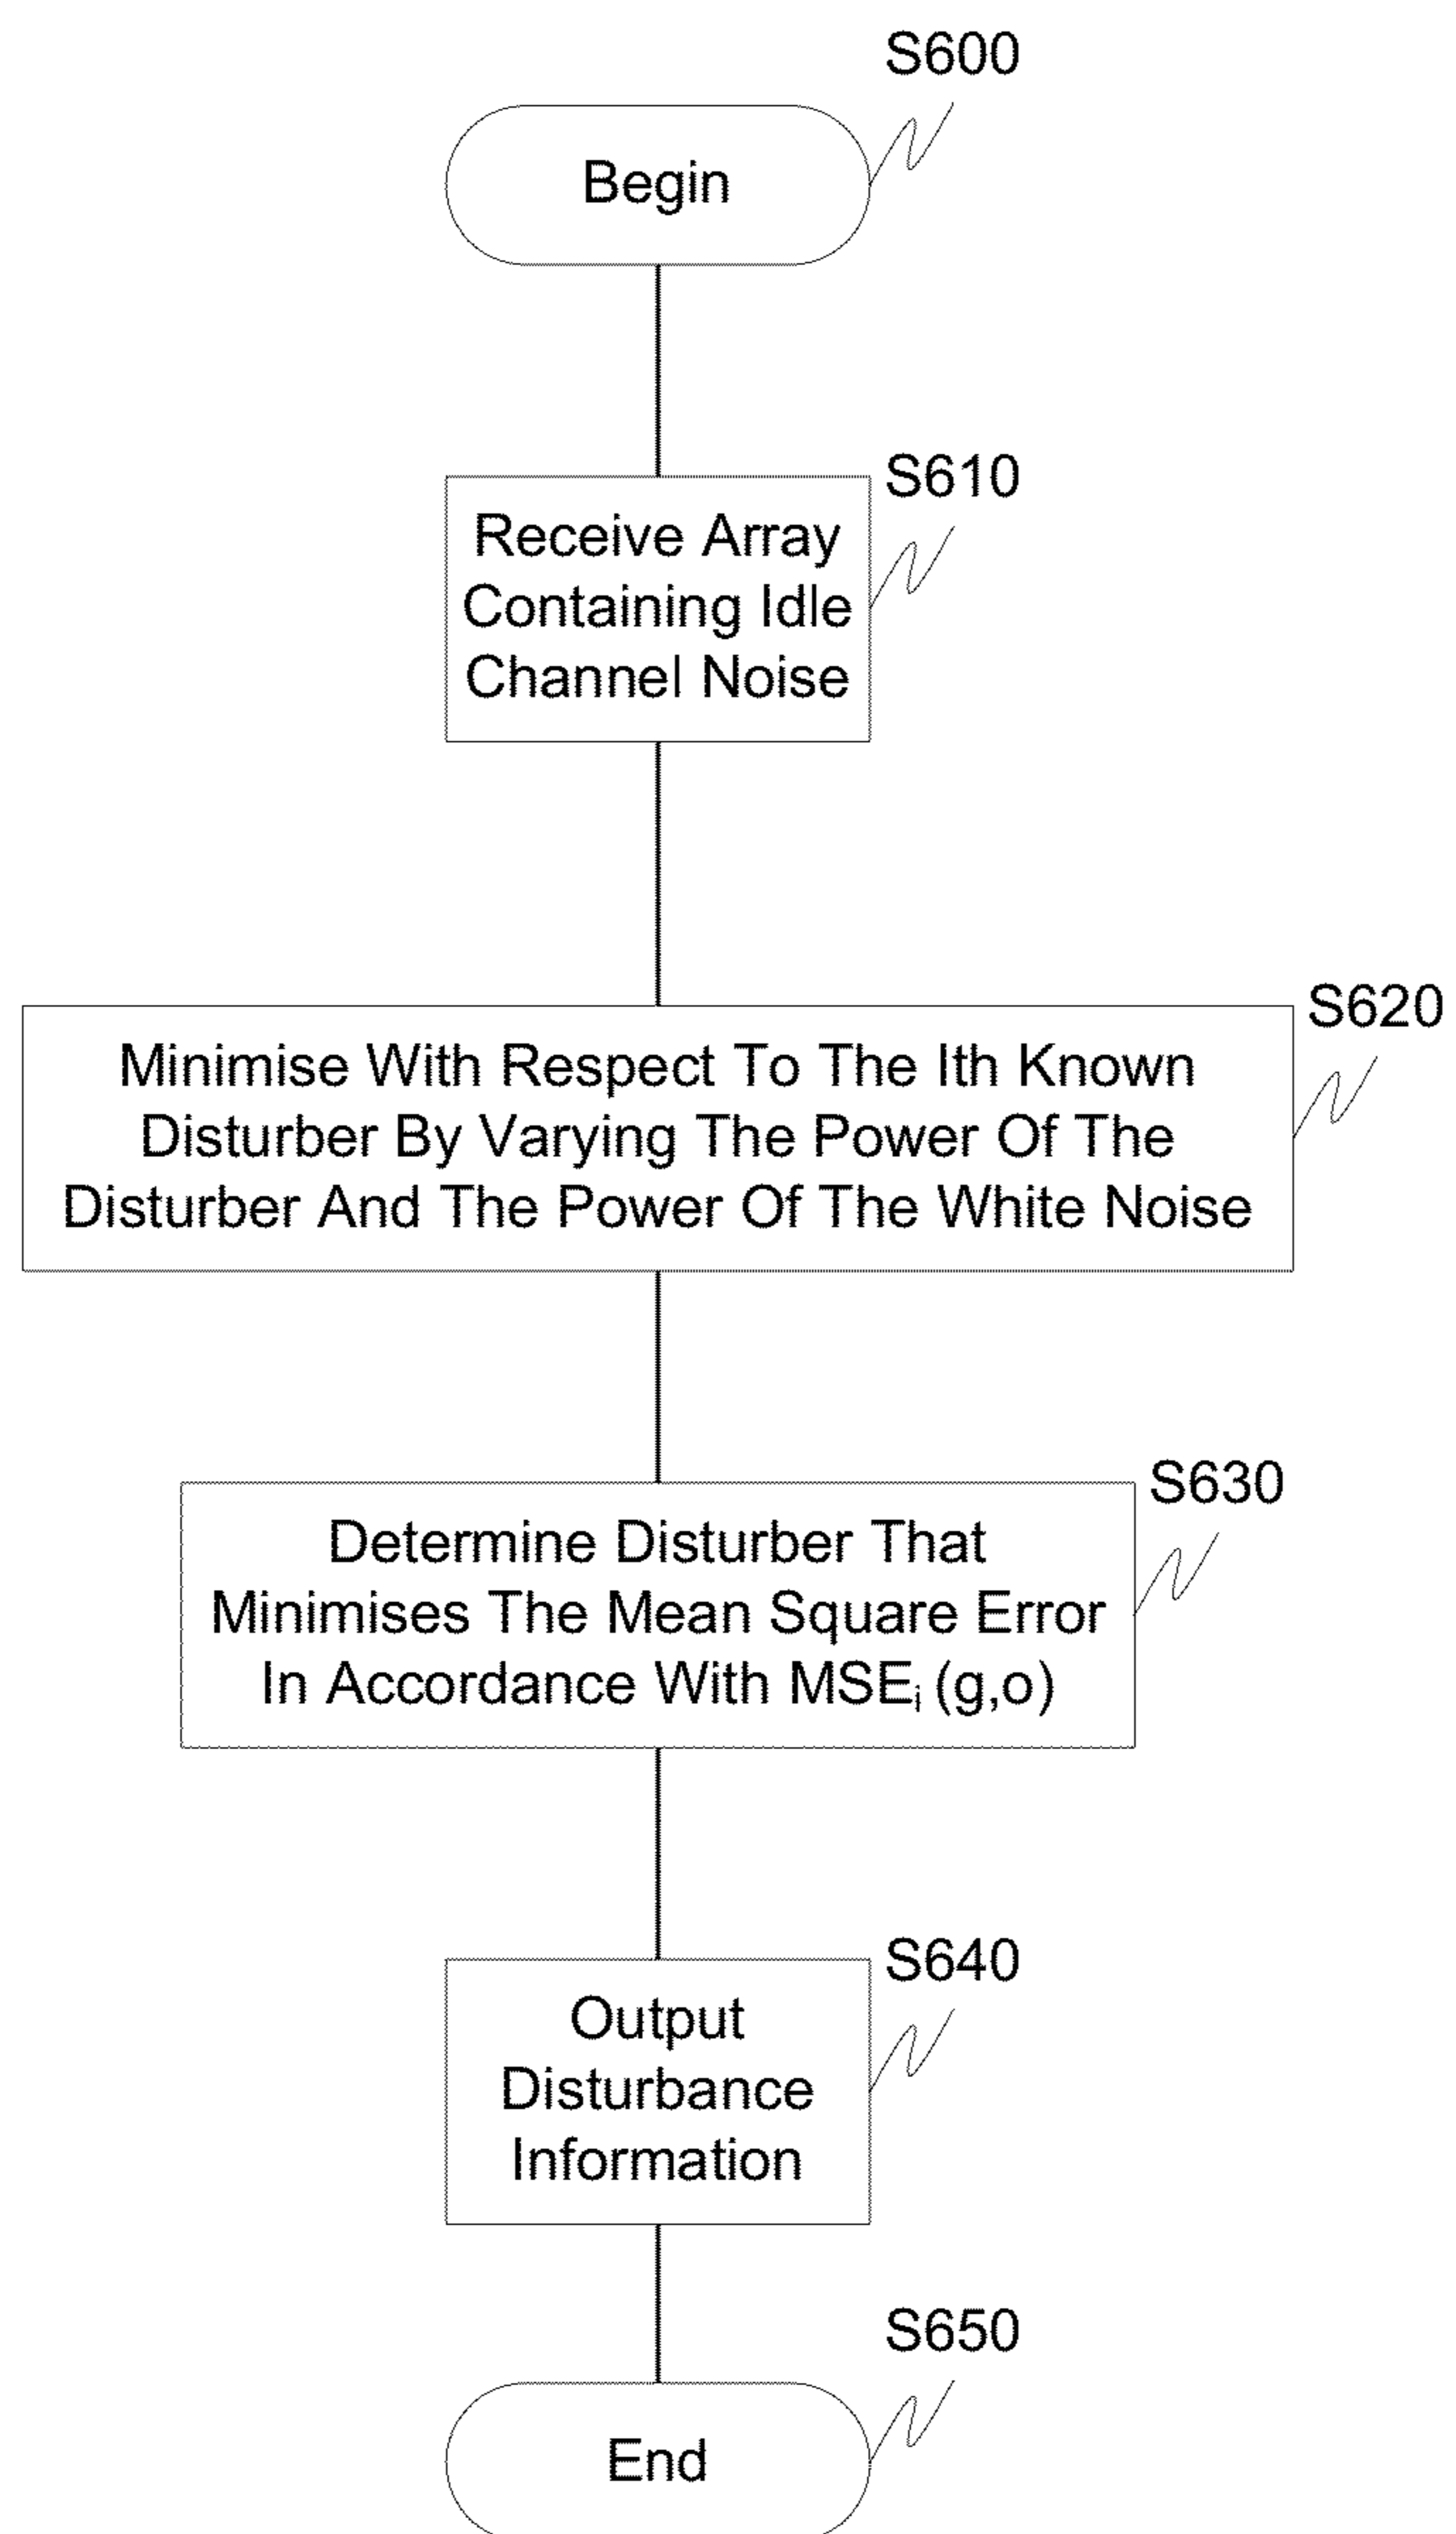 S600
Begin
S610
Receive Array
Containing Idle
Channel Noise
S620
Minimise With Respect To The Ith Known
Disturber By Varying The Power Of The
Disturber And The Power Of The White Noise
S630
Determine Disturber That
Minimises The Mean Square Error
In Accordance With MSEi (g,o)
S640
Output
Disturbance
Information
S650
End